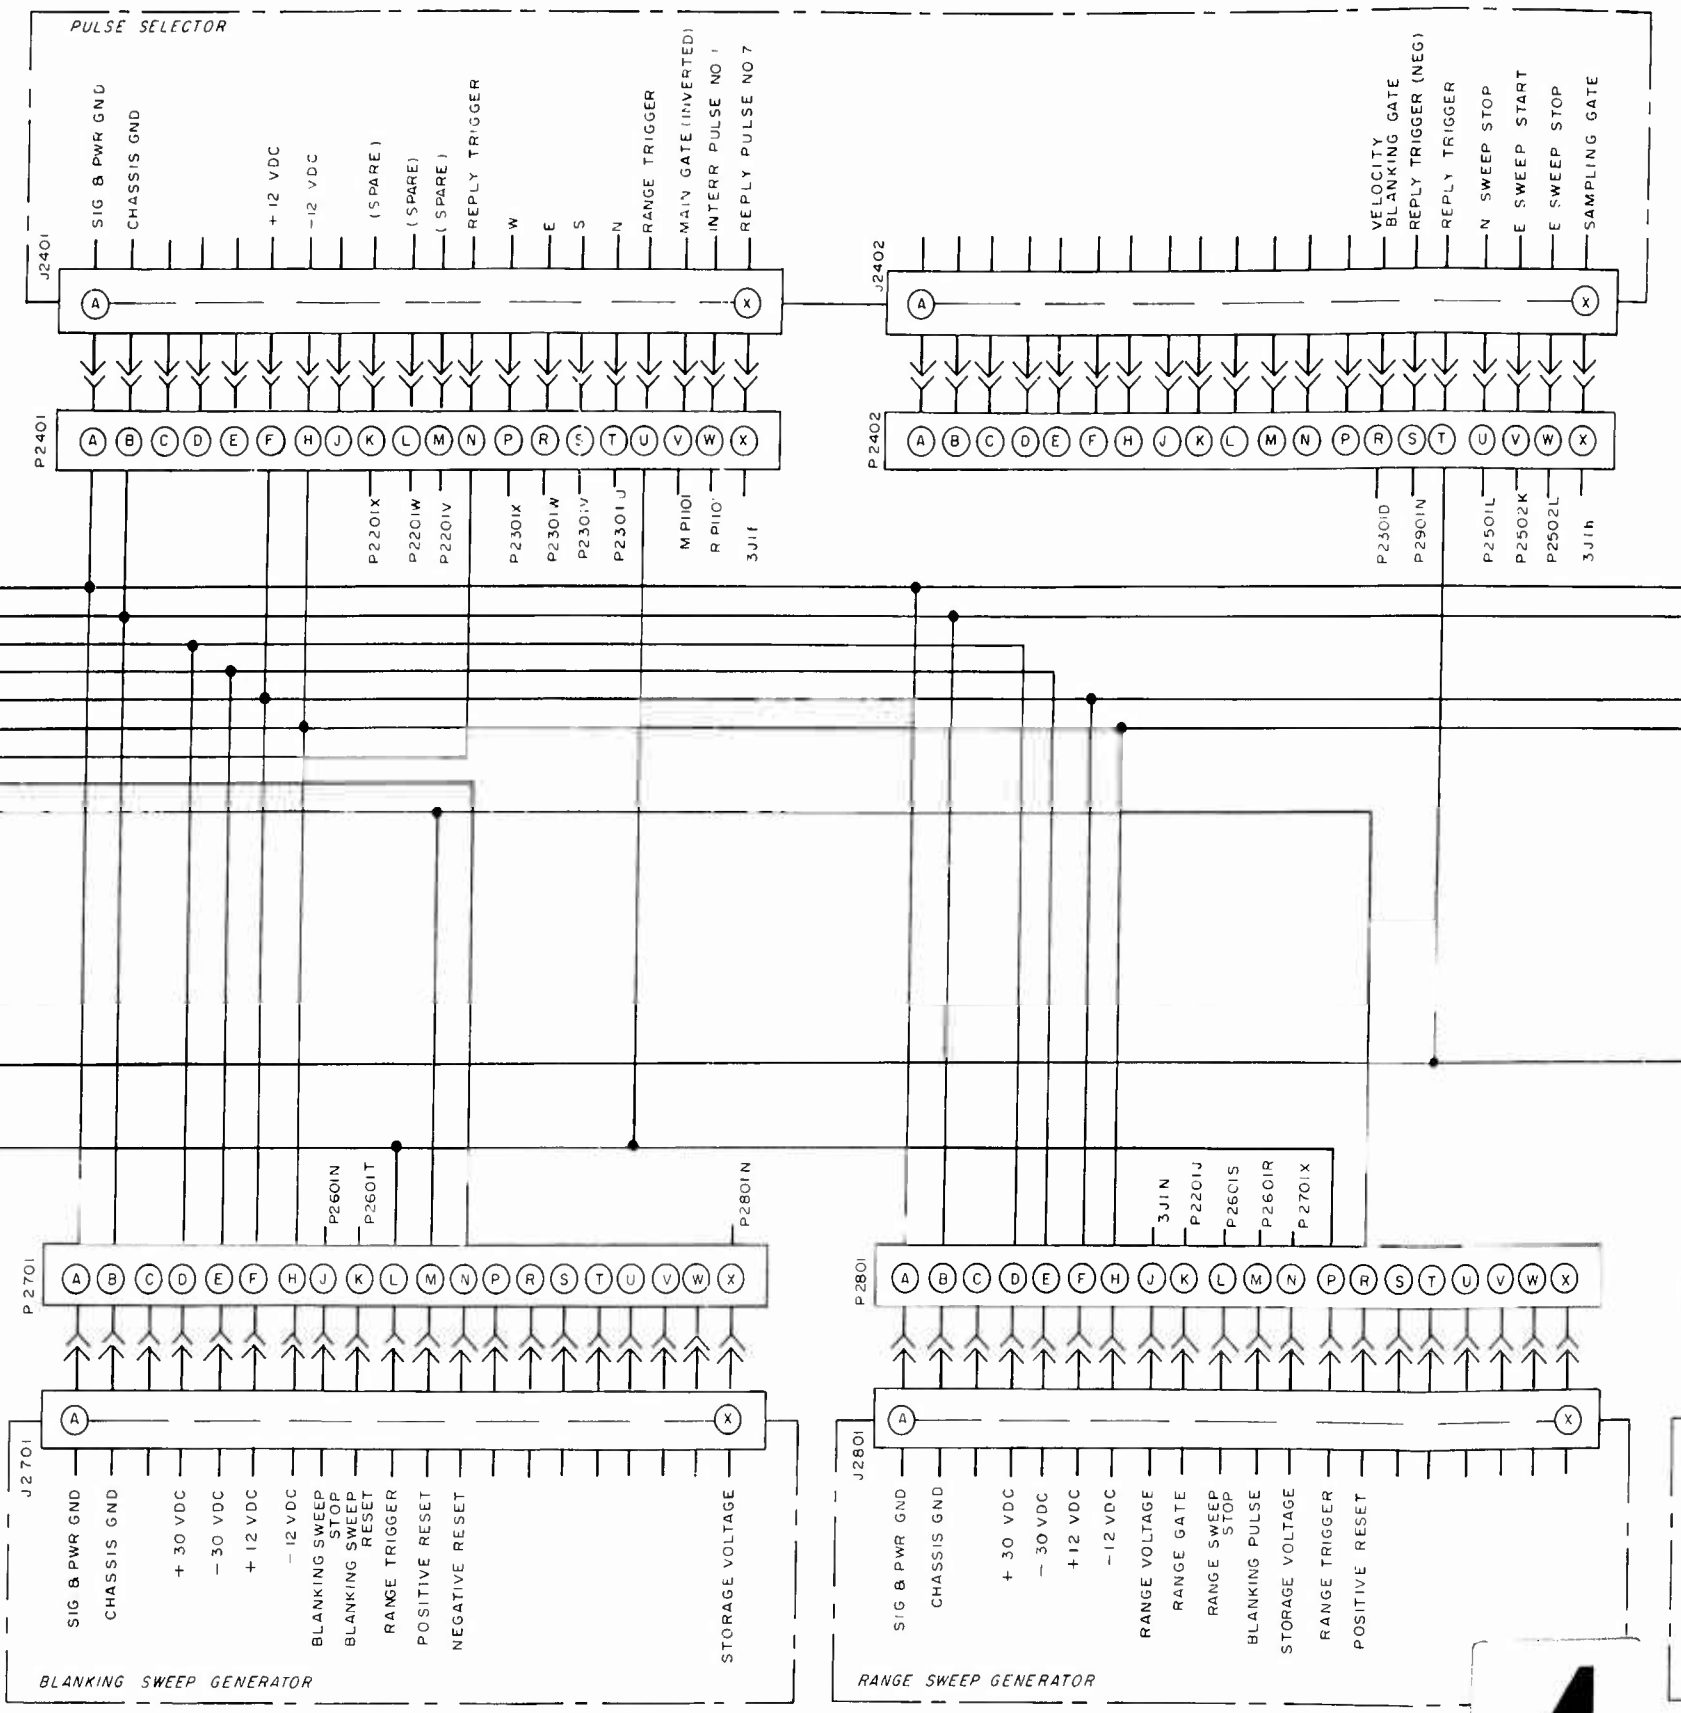 PULSE SELECTOR
SIG & PWR GND
CHASSIS GND
+12 VDC
-12 VDC
(SPARE)
(SPARE)
(SPARE)
REPLY TRIGGER
W
E
S
N
RANGE TRIGGER
MAIN GATE (INVERTED)
INTERR PULSE NO 1
REPLY PULSE NO 7
VELOCITY
BLANKING GATE
REPLY TRIGGER (NEG)
REPLY TRIGGER
N SWEEP STOP
E SWEEP START
E SWEEP STOP
SAMPLING GATE
J2401
A X
J2402
A X
P2401
A B C D E F H J K L M N P R S T U V W X
P2402
A B C D E F H J K L M N P R S T U V W X
P2201X
P2201W
P2201V
P2301X
P2301W
P2301V
P2301U
MP1101
RP110
3J1f
P2301D
P2901N
P2501L
P2502K
P2502L
3J1h
P2601N
P2601T
P2801N
3J1N
P2201J
P2601S
P2601R
P2701X
P2701
A B C D E F H J K L M N P R S T U V W X
P2801
A B C D E F H J K L M N P R S T U V W X
J2701
A X
J2801
A X
SIG & PWR GND
CHASSIS GND
+30 VDC
-30 VDC
+12 VDC
-12 VDC
BLANKING SWEEP
STOP
BLANKING SWEEP
RESET
RANGE TRIGGER
POSITIVE RESET
NEGATIVE RESET
STORAGE VOLTAGE
SIG & PWR GND
CHASSIS GND
+30 VDC
-30 VDC
+12 VDC
-12 VDC
RANGE VOLTAGE
RANGE GATE
RANGE SWEEP
STOP
BLANKING PULSE
STORAGE VOLTAGE
RANGE TRIGGER
POSITIVE RESET
BLANKING SWEEP GENERATOR
RANGE SWEEP GENERATOR